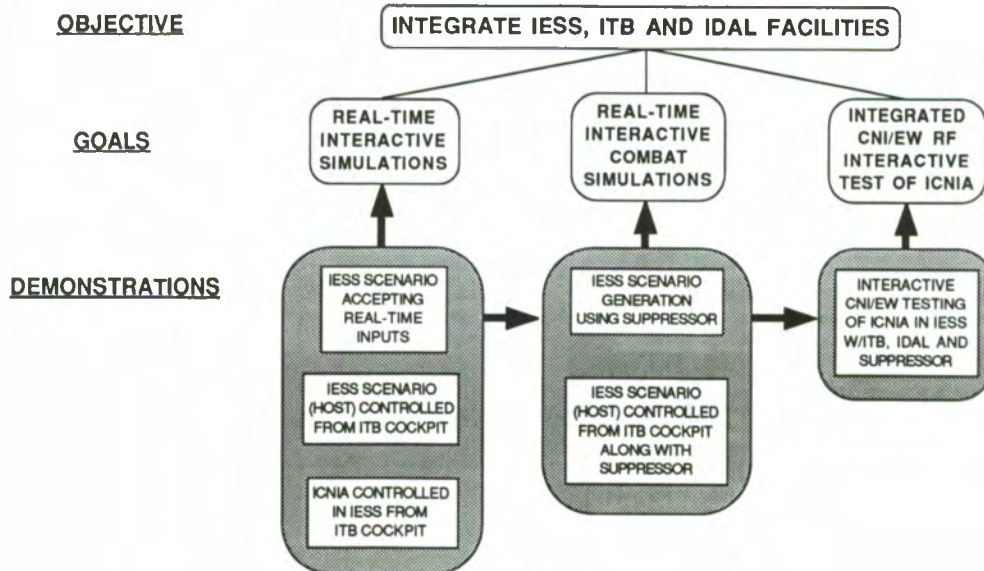 OBJECTIVE
INTEGRATE IESS, ITB AND IDAL FACILITIES
GOALS
REAL-TIME
INTERACTIVE
SIMULATIONS
REAL-TIME
INTERACTIVE
COMBAT
SIMULATIONS
INTEGRATED
CNI/EW RF
INTERACTIVE
TEST OF ICNIA
DEMONSTRATIONS
IESS SCENARIO
ACCEPTING
REAL-TIME
INPUTS
IESS SCENARIO
(HOST) CONTROLLED
FROM ITB COCKPIT
ICNIA CONTROLLED
IN IESS FROM
ITB COCKPIT
IESS SCENARIO
GENERATION
USING SUPPRESSOR
IESS SCENARIO
(HOST) CONTROLLED
FROM ITB COCKPIT
ALONG WITH
SUPPRESSOR
INTERACTIVE
CNI/EW TESTING
OF ICNIA IN IESS
W/ITB, IDAL AND
SUPPRESSOR